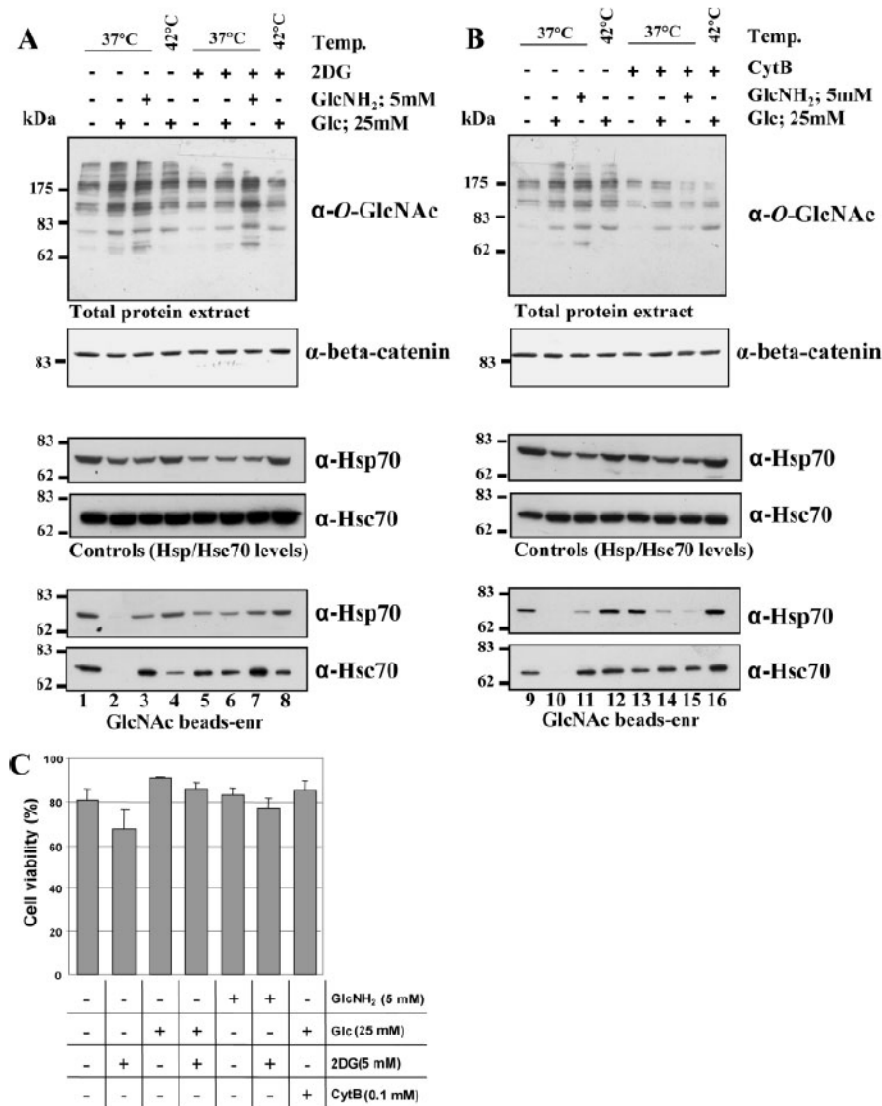 A
37°C 42°C 37°C 42°C Temp.
- - - - + + + + 2DG
- - + - - - + - GlcNH2; 5mM
kDa - + - + - + - + Glc; 25mM
175
83
62
α-O-GlcNAc
Total protein extract
83 α-beta-catenin
83
62
α-Hsp70
83
62
α-Hsc70
Controls (Hsp/Hsc70 levels)
83
62
α-Hsp70
83
62
α-Hsc70
1 2 3 4 5 6 7 8
GlcNAc beads-enr
B
37°C 42°C 37°C 42°C Temp.
- - - - + + + + CytB
- - + - - - + - GlcNH2; 5mM
kDa - + - + - + - + Glc; 25mM
175
83
62
α-O-GlcNAc
Total protein extract
83 α-beta-catenin
83
62
α-Hsp70
83
62
α-Hsc70
Controls (Hsp/Hsc70 levels)
83
62
α-Hsp70
83
62
α-Hsc70
9 10 11 12 13 14 15 16
GlcNAc beads-enr
C
Cell viability (%)
100
80
60
40
20
0
- - - - + + - GlcNH2 (5 mM)
- - + + - - + Glc(25 mM)
- + - + - + - 2DG(5 mM)
- - - - - - + CytB(0.1 mM)